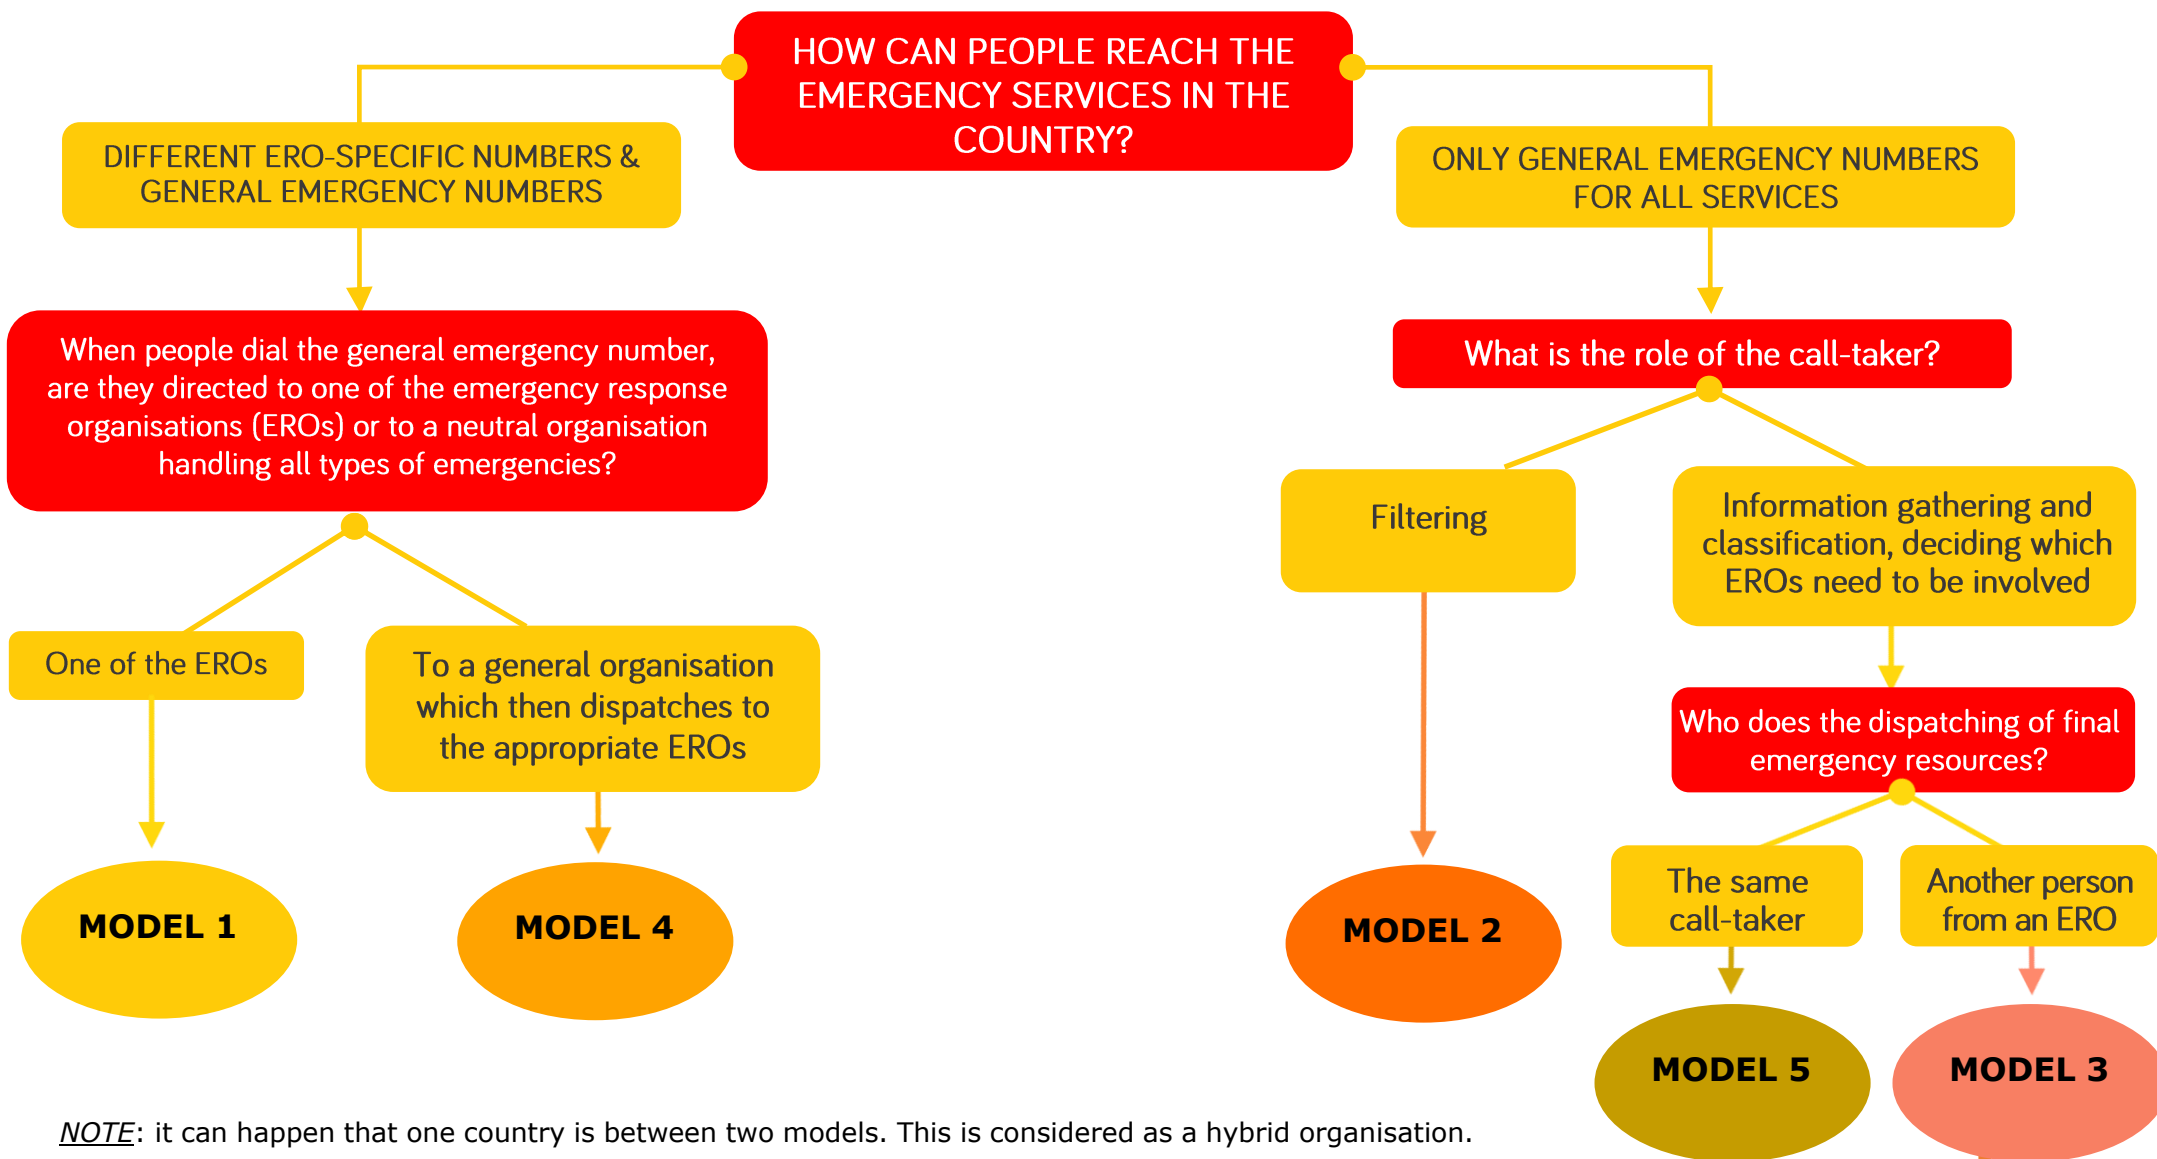 HOW CAN PEOPLE REACH THE
EMERGENCY SERVICES IN THE
COUNTRY?
DIFFERENT ERO-SPECIFIC NUMBERS &
GENERAL EMERGENCY NUMBERS
ONLY GENERAL EMERGENCY NUMBERS
FOR ALL SERVICES
When people dial the general emergency number,
are they directed to one of the emergency response
organisations (EROs) or to a neutral organisation
handling all types of emergencies?
What is the role of the call-taker?
Filtering
Information gathering and
classification, deciding which
EROs need to be involved
One of the EROs
To a general organisation
which then dispatches to
the appropriate EROs
Who does the dispatching of final
emergency resources?
The same
call-taker
Another person
from an ERO
MODEL 1
MODEL 4
MODEL 2
MODEL 5
MODEL 3
NOTE: it can happen that one country is between two models. This is considered as a hybrid organisation.